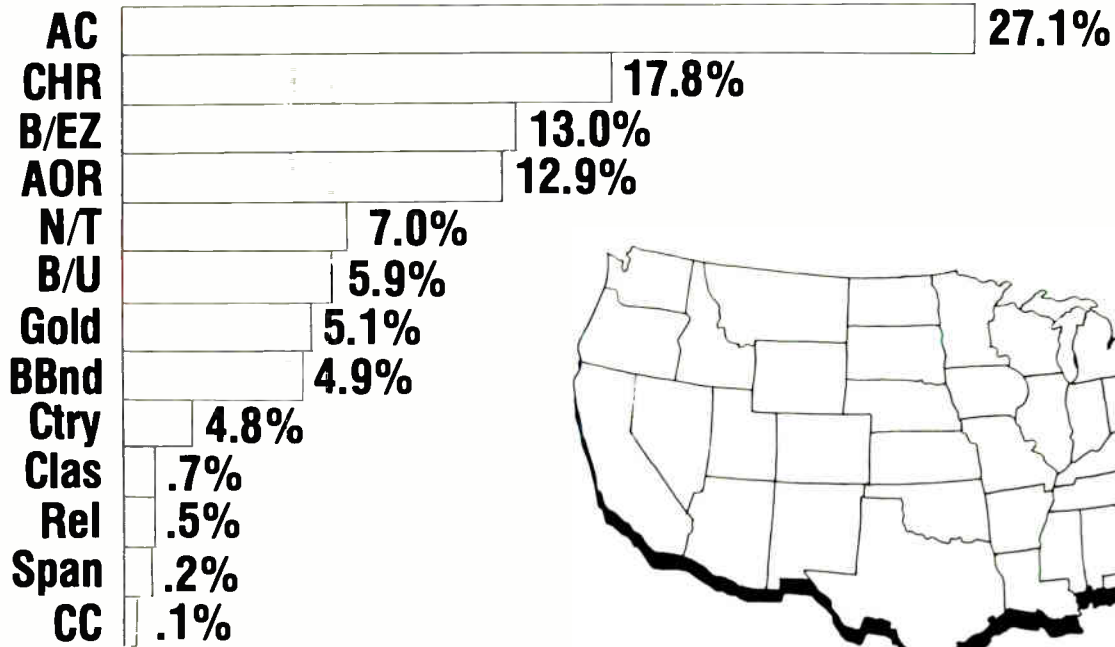 AC 27.1%
CHR 17.8%
B/EZ 13.0%
AOR 12.9%
N/T 7.0%
B/U 5.9%
Gold 5.1%
BBnd 4.9%
Ctry 4.8%
Clas .7%
Rel .5%
Span .2%
CC .1%